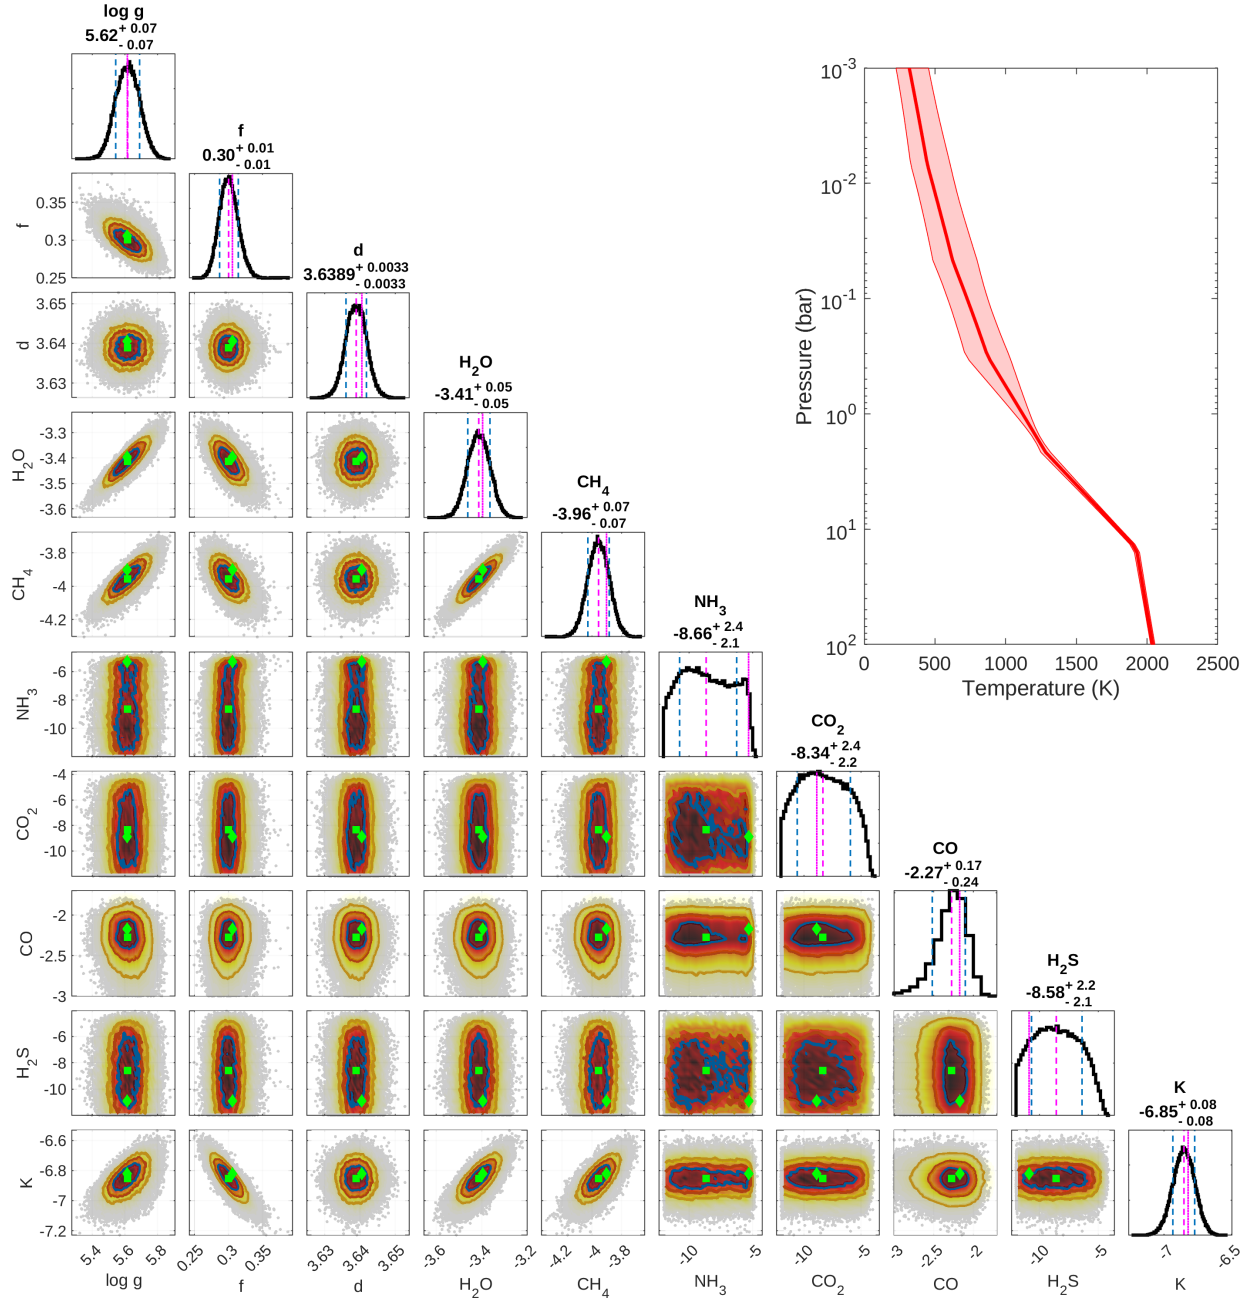 log g
5.62 + 0.07 - 0.07
f
0.30 + 0.01 - 0.01
d
3.6389 + 0.0033 - 0.0033
H2O
-3.41 + 0.05 - 0.05
CH4
-3.96 + 0.07 - 0.07
NH3
-8.66 + 2.4 - 2.1
CO2
-8.34 + 2.4 - 2.2
CO
-2.27 + 0.17 - 0.24
H2S
-8.58 + 2.2 - 2.1
K
-6.85 + 0.08 - 0.08
10^-3
10^-2
10^-1
10^0
10^1
10^2
Pressure (bar)
0 500 1000 1500 2000 2500
Temperature (K)
f
0.35
0.3
0.25
d
3.65
3.64
3.63
H2O
-3.3
-3.4
-3.5
-3.6
CH4
-3.8
-4
-4.2
NH3
-6
-8
-10
CO2
-4
-6
-8
-10
CO
-2
-2.5
-3
H2S
-4
-6
-8
-10
K
-6.6
-6.8
-7
-7.2
5.4 5.6 5.8
0.25 0.3 0.35
3.63 3.64 3.65
-3.6 -3.4 -3.2
-4.2 -4 -3.8
-10 -5
-10 -5
-3 -2
-10 -5
-7 -6.5
log g
f
d
H2O
CH4
NH3
CO2
CO
H2S
K